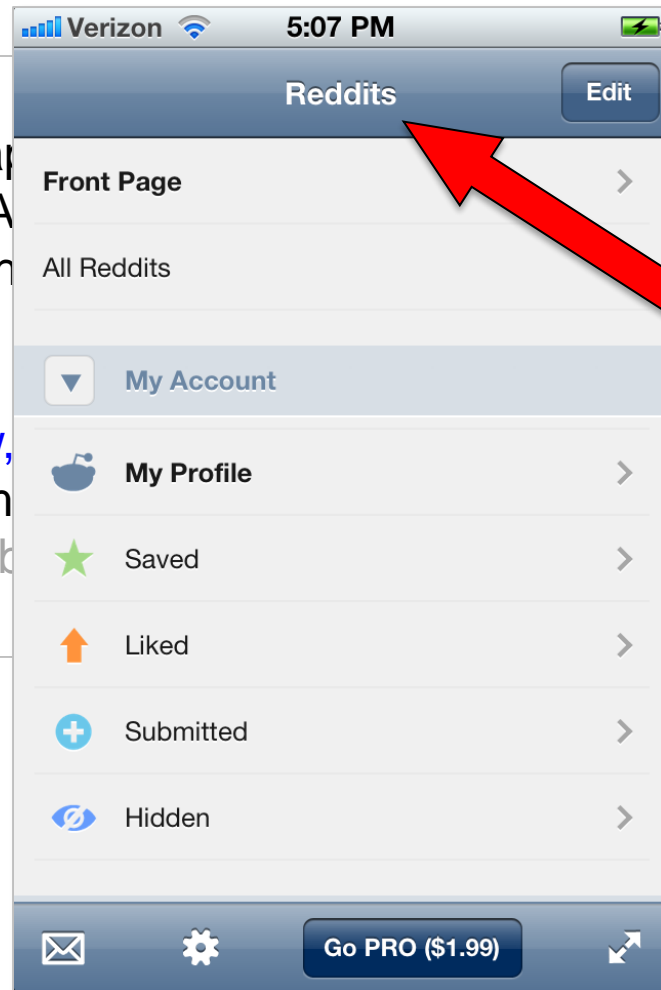 Verizon 5:07 PM
Reddits Edit
Front Page
All Reddits
My Account
My Profile
Saved
Liked
Submitted
Hidden
Go PRO ($1.99)